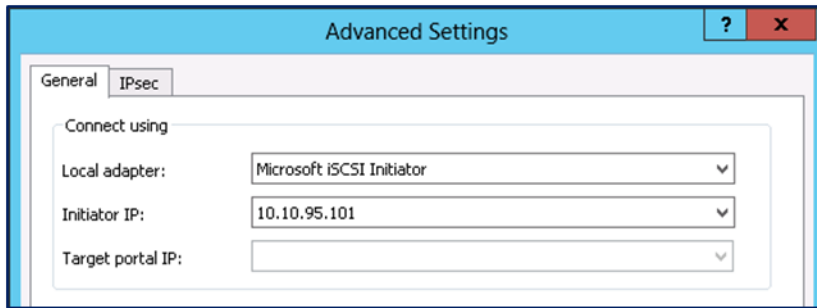 Advanced Settings
? x
General IPsec
Connect using
Local adapter: Microsoft iSCSI Initiator
Initiator IP: 10.10.95.101
Target portal IP: